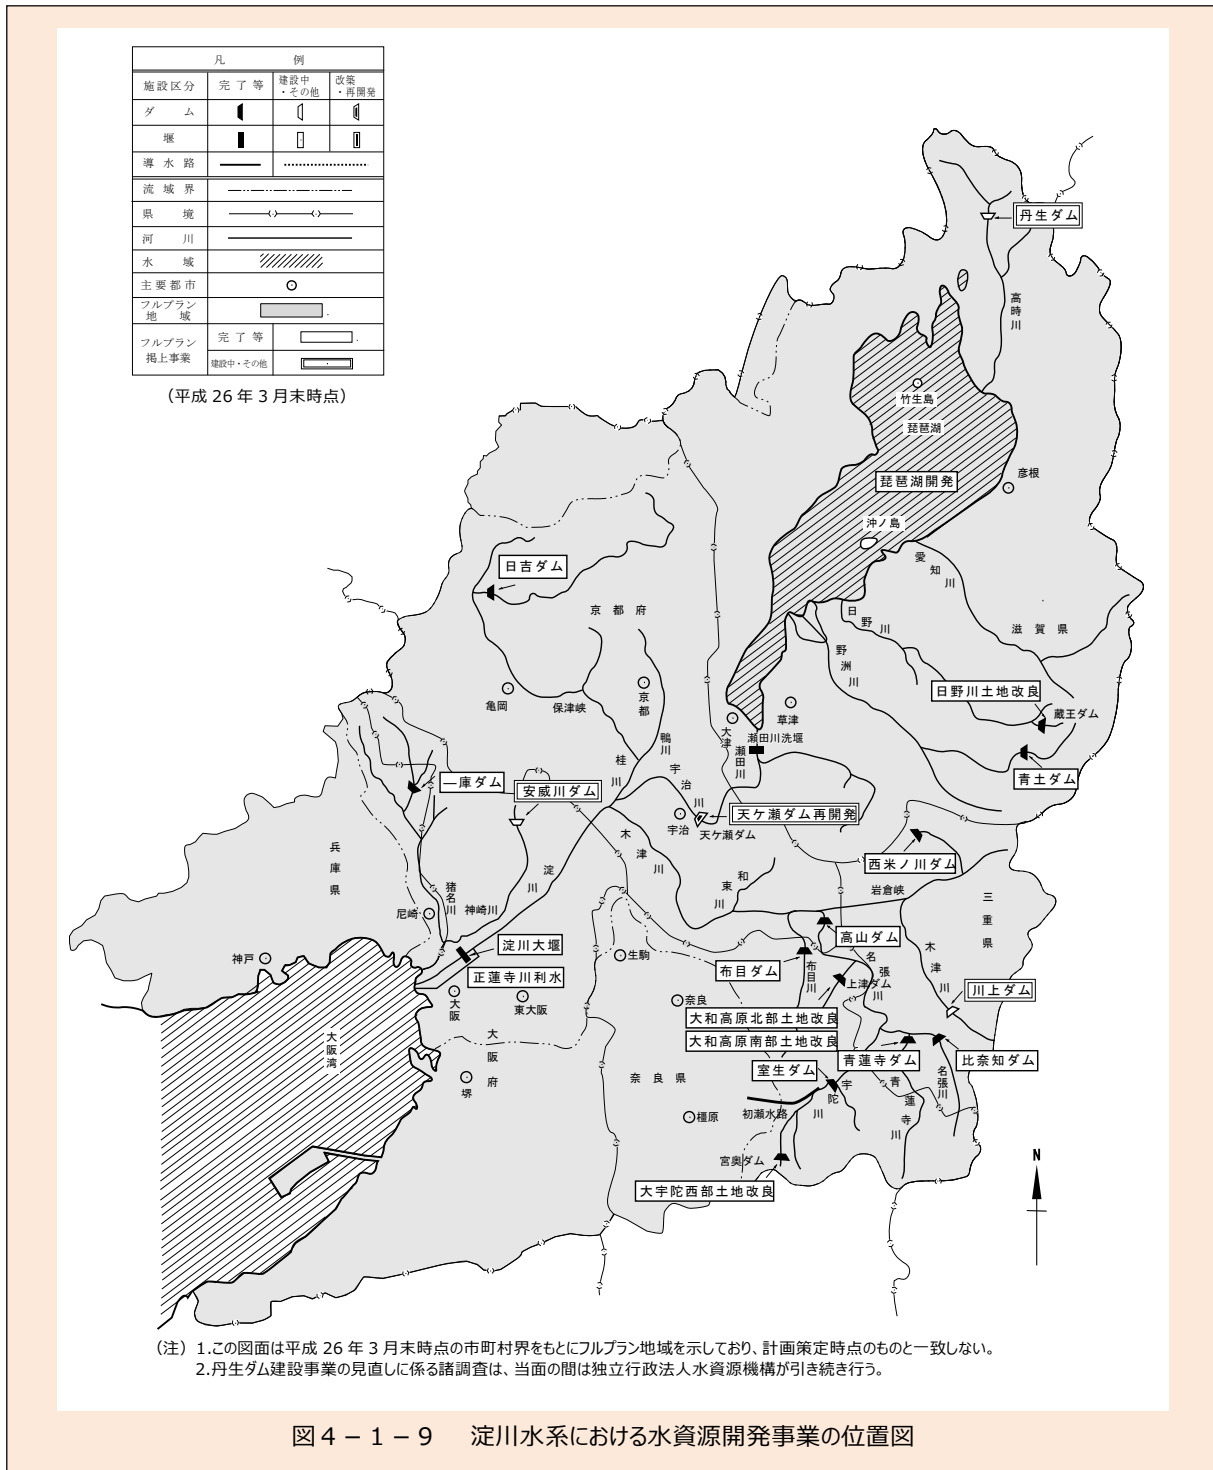 凡例
施設区分 完了等 建設中・その他 改築・再開発
ダム
堰
導水路
流域界
県境
河川
水域
主要都市
フルプラン地域
フルプラン掲上事業 完了等
建設中・その他
（平成 26 年 3 月末時点）
丹生ダム
高時川
竹生島
琵琶湖
琵琶湖開発
彦根
沖ノ島
愛知川
日吉ダム
京都府
日野川
滋賀県
野洲川
日野川土地改良
蔵王ダム
亀岡
保津峡
京都
鴨川
大津
草津
瀬田川洗堰
瀬田川
青土ダム
桂川
宇治川
一庫ダム
安威川ダム
天ケ瀬ダム再開発
宇治
天ケ瀬ダム
西米ノ川ダム
兵庫県
木津川
淀川
和束川
岩倉峡
三重県
猪名川
神崎川
尼崎
高山ダム
淀川大堰
生駒
神戸
正蓮寺川利水
布目ダム
布目川
名張川
上津ダム
木津川
川上ダム
大阪
東大阪
奈良
大和高原北部土地改良
大和高原南部土地改良
大阪湾
大阪府
青蓮寺ダム
比奈知ダム
室生ダム
奈良県
堺
宇陀川
青蓮寺川
名張川
橿原
初瀬水路
宮奥ダム
大宇陀西部土地改良
N
（注）1.この図面は平成 26 年 3 月末時点の市町村界をもとにフルプラン地域を示しており、計画策定時点のものと一致しない。
2.丹生ダム建設事業の見直しに係る諸調査は、当面の間は独立行政法人水資源機構が引き続き行う。
図４－１－９　淀川水系における水資源開発事業の位置図